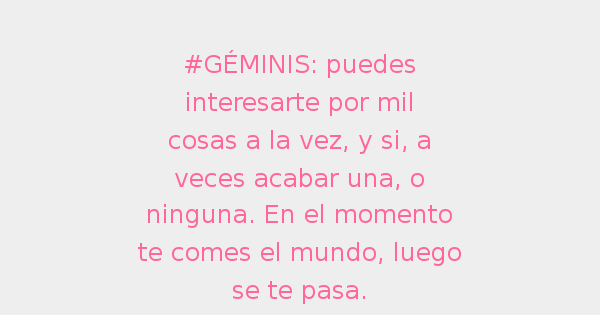 #GÉMINIS: puedes
interesarte por mil
cosas a la vez, y si, a
veces acabar una, o
ninguna. En el momento
te comes el mundo, luego
se te pasa.